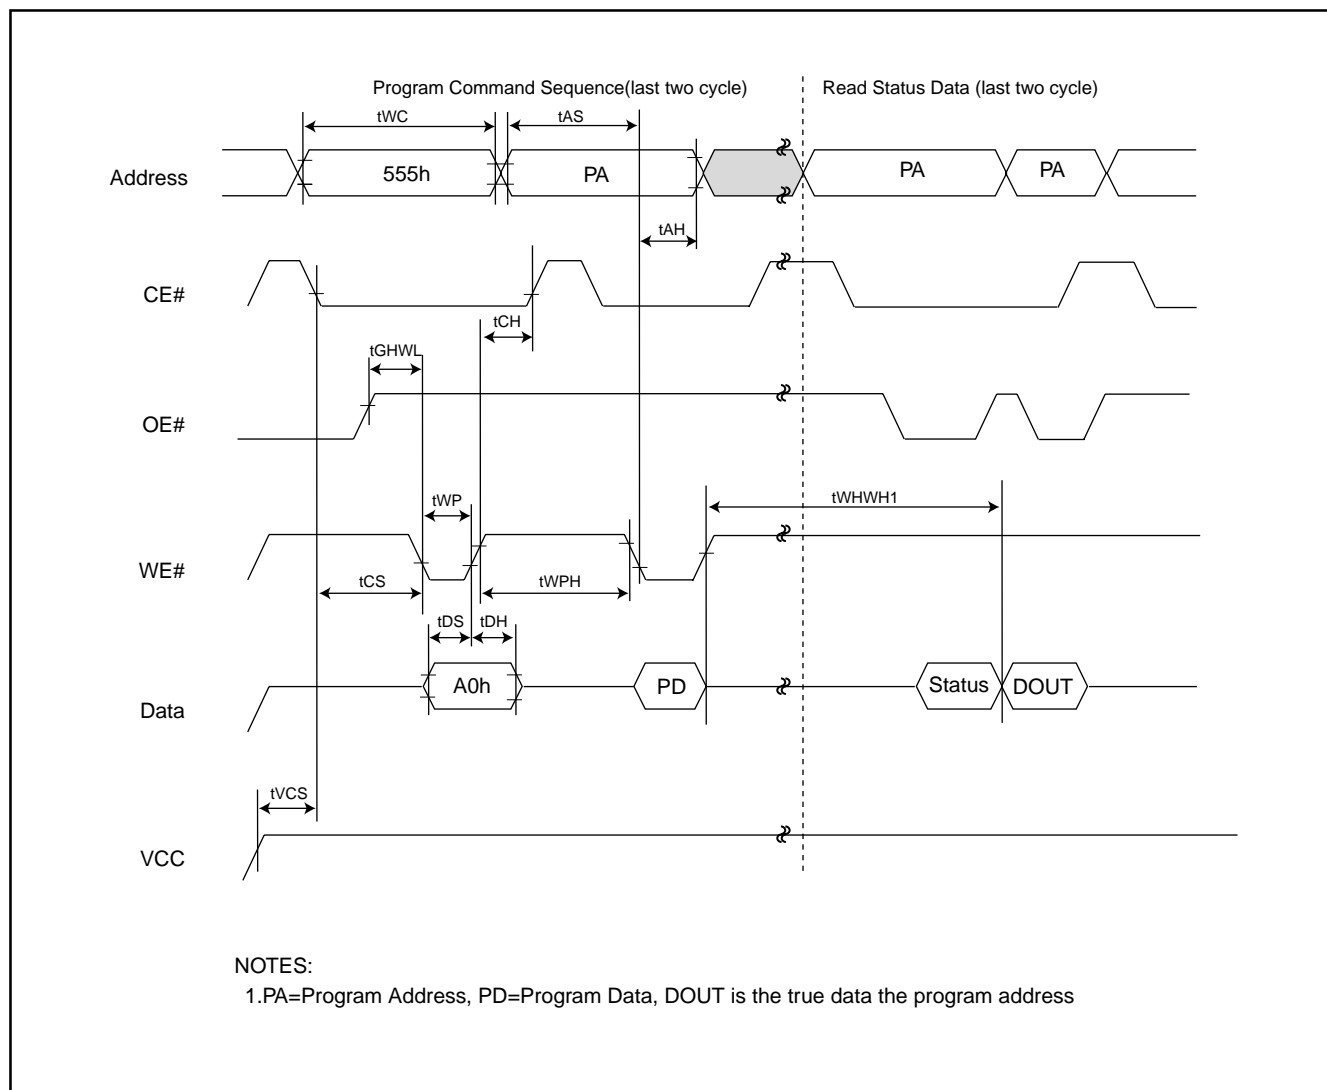 Program Command Sequence(last two cycle)
Read Status Data (last two cycle)
tWC
tAS
Address
555h
PA
PA
PA
tAH
CE#
tCH
tGHWL
OE#
tWP
tWHWH1
WE#
tCS
tWPH
tDS
tDH
A0h
PD
Status
DOUT
Data
tVCS
VCC
NOTES:
1.PA=Program Address, PD=Program Data, DOUT is the true data the program address